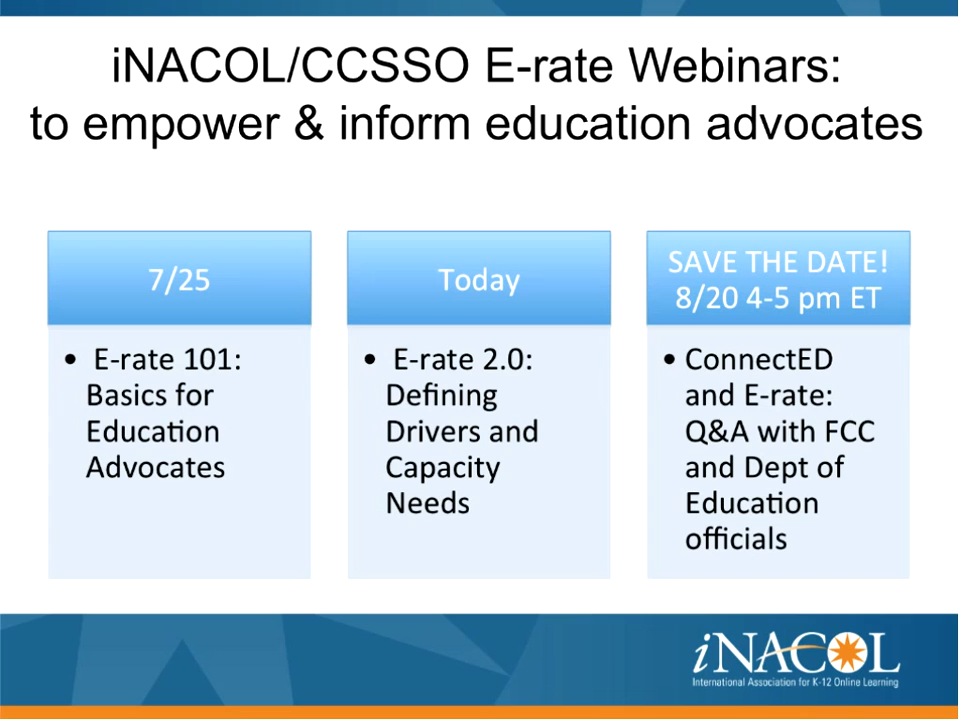 iNACOL/CCSSO E-rate Webinars:
to empower & inform education advocates
7/25
• E-rate 101:
Basics for
Education
Advocates
Today
• E-rate 2.0:
Defining
Drivers and
Capacity
Needs
SAVE THE DATE!
8/20 4-5 pm ET
• ConnectED
and E-rate:
Q&A with FCC
and Dept of
Education
officials
iNACOL
International Association for K-12 Online Learning